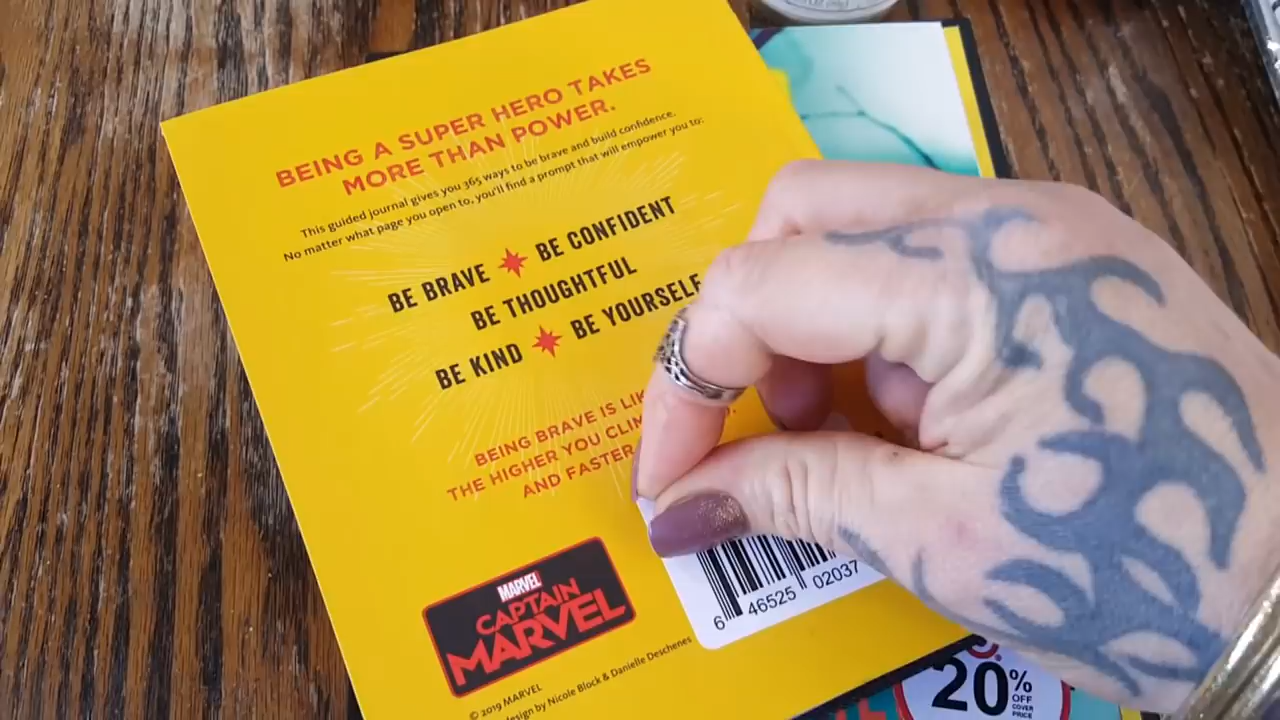 BEING A SUPER HERO TAKES
MORE THAN POWER.
This guided journal gives you 365 ways to be brave and build confidence.
No matter what page you open to, you'll find a prompt that will empower you to:
BE BRAVE BE CONFIDENT
BE THOUGHTFUL
BE KIND BE YOURSELF
BEING BRAVE IS
THE HIGHER YOU
AND FASTER
MARVEL
CAPTAIN
MARVEL
© 2019 MARVEL
design by Nicole Block & Danielle Deschenes
6 46525 02037
20% OFF
COVER
PRICE